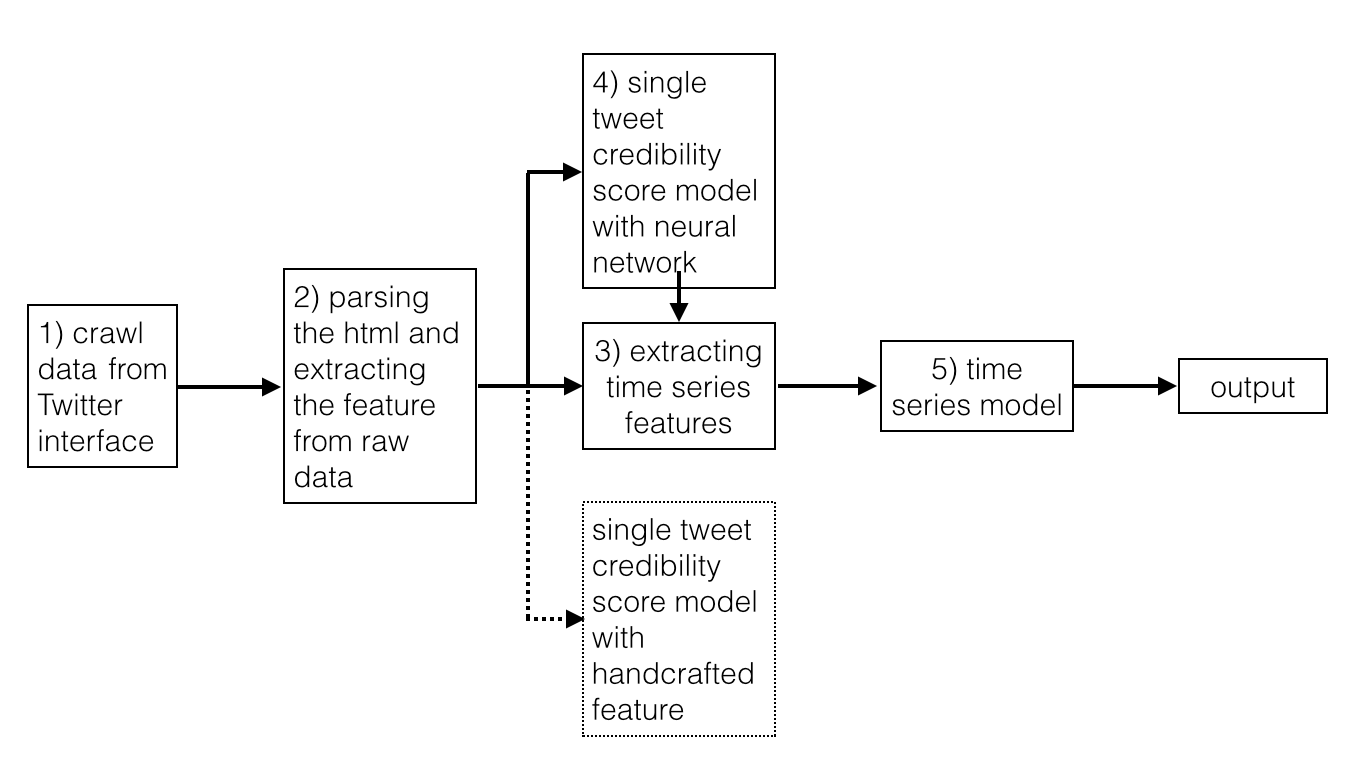 1) crawl
data from
Twitter
interface
2) parsing
the html and
extracting
the feature
from raw
data
4) single
tweet
credibility
score model
with neural
network
3) extracting
time series
features
single tweet
credibility
score model
with
handcrafted
feature
5) time
series model
output